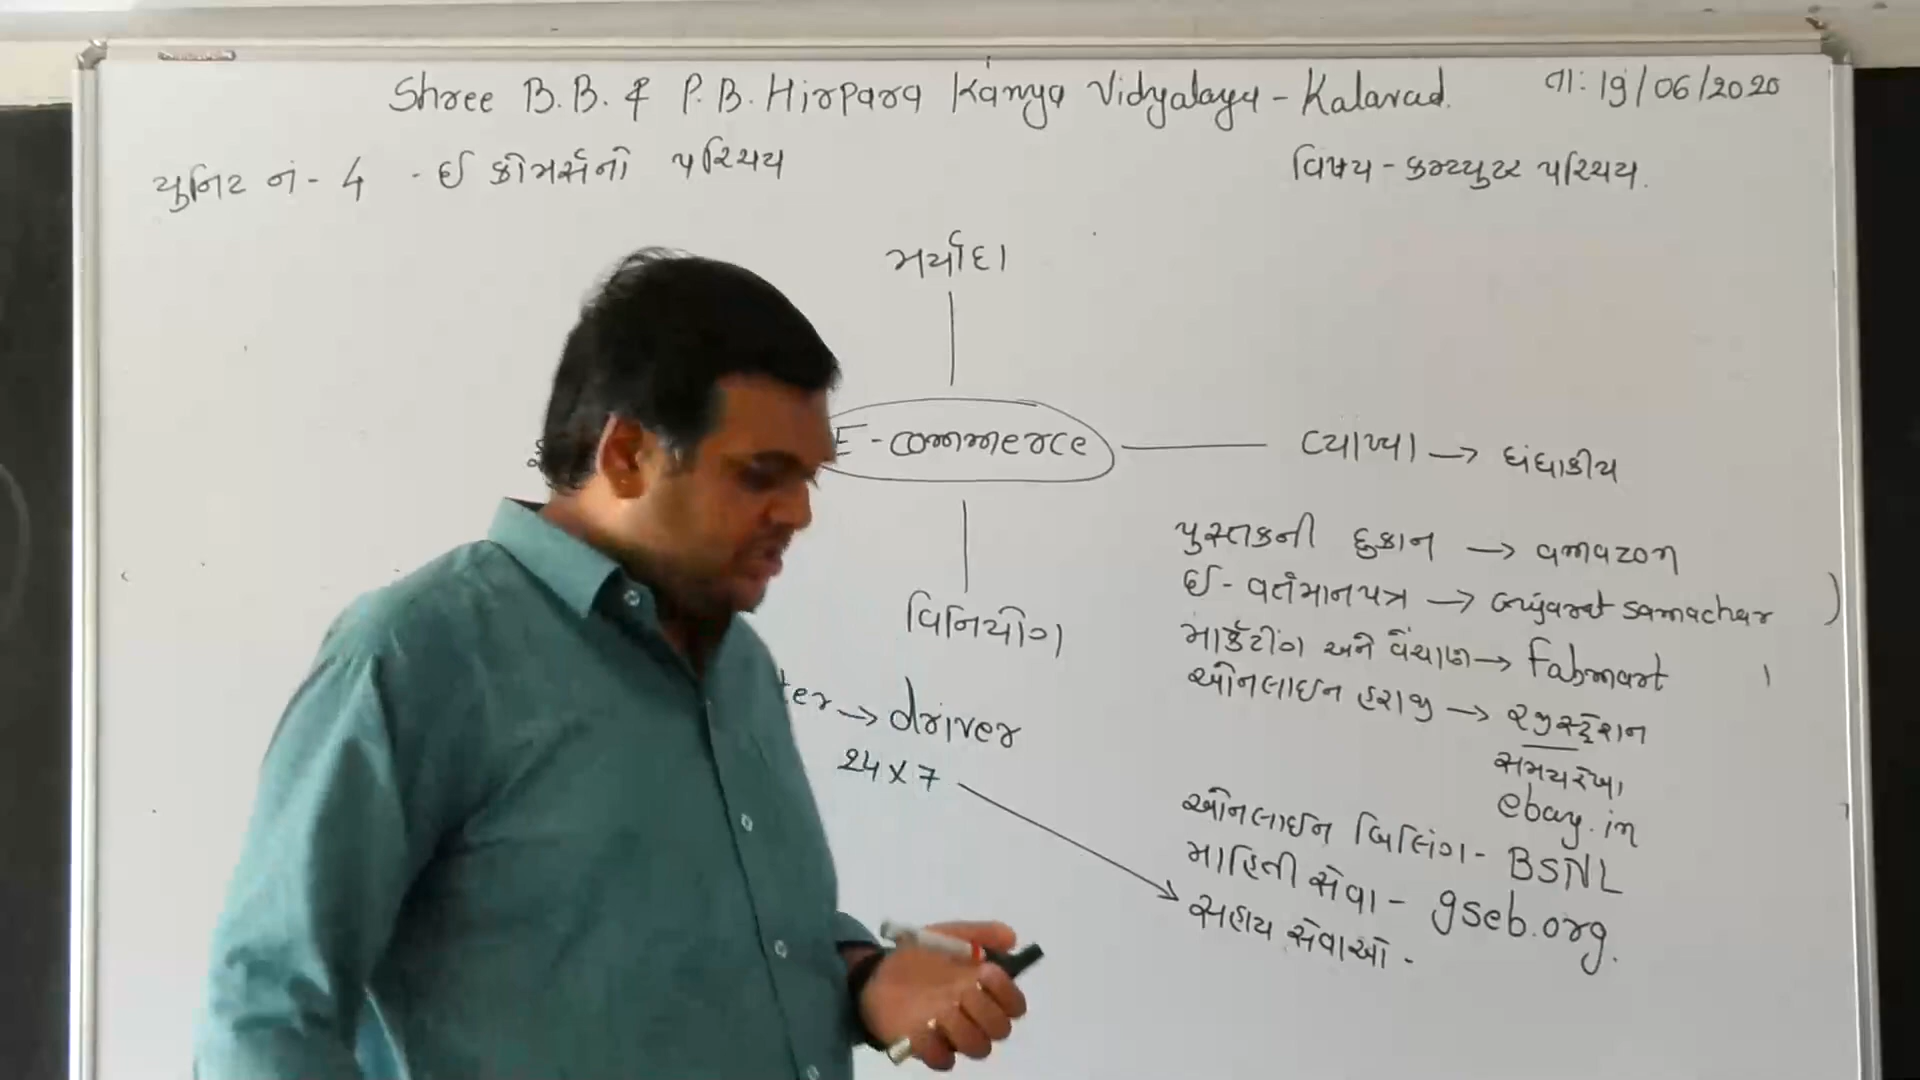 Shree B.B. & P.B. Hirpara Kanya Vidyalaya - Kalavad. તા: 19/06/2020
યુનિટ નં - 4 - ઈ કોમર્સનો પરિચય વિષય - કમ્પ્યુટર પરિચય.
મર્યાદા
E-commerce — વ્યાખ્યા → ધંધાકીય
પુસ્તકની દુકાન → amazon
ઈ-વર્તમાનપત્ર → Gujarat samachar
વિનિયોગ
માર્કેટીંગ અને વેંચાણ → Fabmart
ઓનલાઈન હરાજી → રજીસ્ટ્રેશન
સમયરેખા
ebay.in
ter → driver
24 x 7
ઓનલાઈન બિલિંગ - BSNL
માહિતી સેવા - gseb.org.
સહાય સેવાઓ -